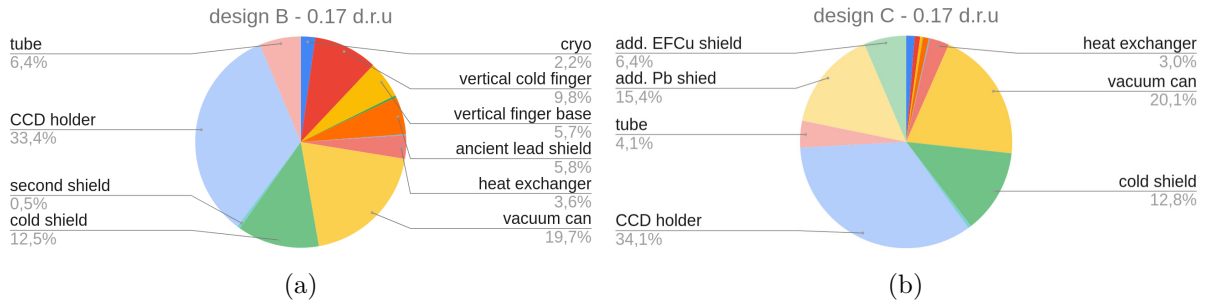 design B - 0.17 d.r.u
tube
6,4%
CCD holder
33,4%
second shield
0,5%
cold shield
12,5%
cryo
2,2%
vertical cold finger
9,8%
vertical finger base
5,7%
ancient lead shield
5,8%
heat exchanger
3,6%
vacuum can
19,7%
(a)
design C - 0.17 d.r.u
add. EFCu shield
6,4%
add. Pb shied
15,4%
tube
4,1%
CCD holder
34,1%
heat exchanger
3,0%
vacuum can
20,1%
cold shield
12,8%
(b)